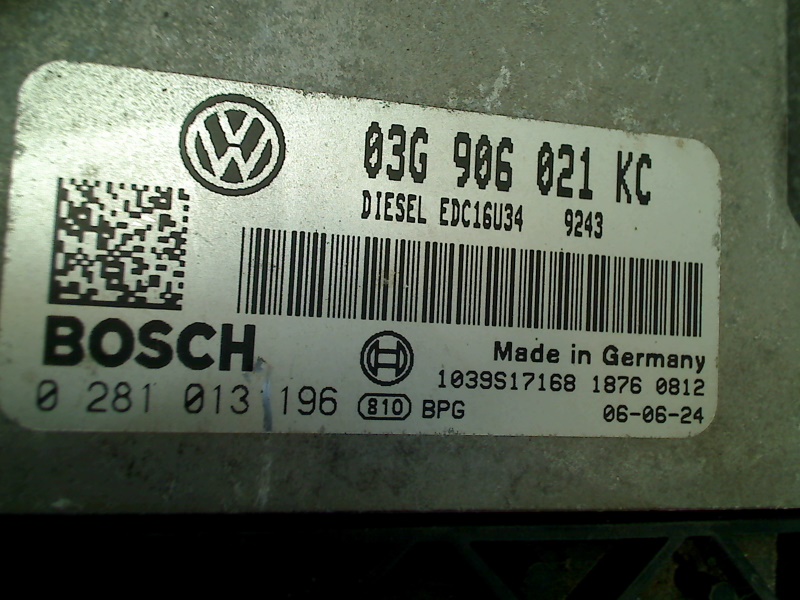 03G 906 021 KC
DIESEL EDC16U34 9243
BOSCH
Made in Germany
1039S17168 1876 0812
0 281 013 196 810 BPG 06-06-24